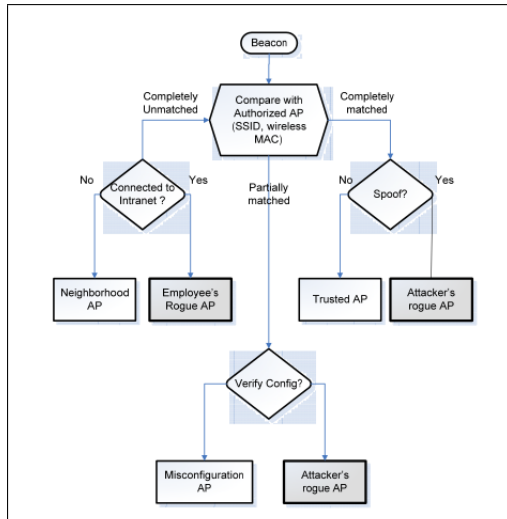 Beacon
Completely
Unmatched
Compare with
Authorized AP
(SSID, wireless
MAC)
Completely
matched
No
Connected to
Intranet ?
Yes
Partially
matched
No
Spoof?
Yes
Neighborhood
AP
Employee's
Rogue AP
Trusted AP
Attacker's
rogue AP
Verify Config?
Misconfiguration
AP
Attacker's
rogue AP